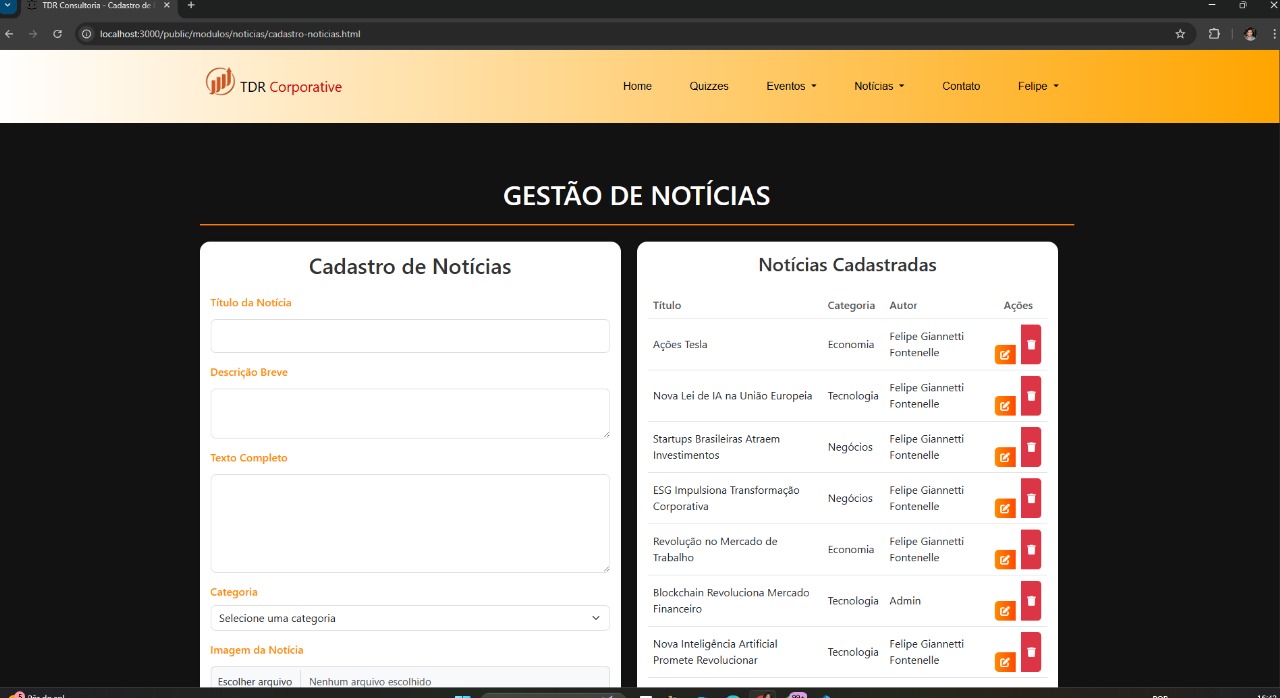 TDR Consultoria - Cadastro de
localhost:3000/public/modulos/noticias/cadastro-noticias.html
TDR Corporative
Home
Quizzes
Eventos
Notícias
Contato
Felipe
GESTÃO DE NOTÍCIAS
Cadastro de Notícias
Título da Notícia
Descrição Breve
Texto Completo
Categoria
Selecione uma categoria
Imagem da Notícia
Escolher arquivo Nenhum arquivo escolhido
Notícias Cadastradas
Título Categoria Autor Ações
Ações Tesla Economia Felipe Giannetti
Fontenelle
Nova Lei de IA na União Europeia Tecnologia Felipe Giannetti
Fontenelle
Startups Brasileiras Atraem Negócios Felipe Giannetti
Investimentos Fontenelle
ESG Impulsiona Transformação Negócios Felipe Giannetti
Corporativa Fontenelle
Revolução no Mercado de Economia Felipe Giannetti
Trabalho Fontenelle
Blockchain Revoluciona Mercado Tecnologia Admin
Financeiro
Nova Inteligência Artificial Tecnologia Felipe Giannetti
Promete Revolucionar Fontenelle